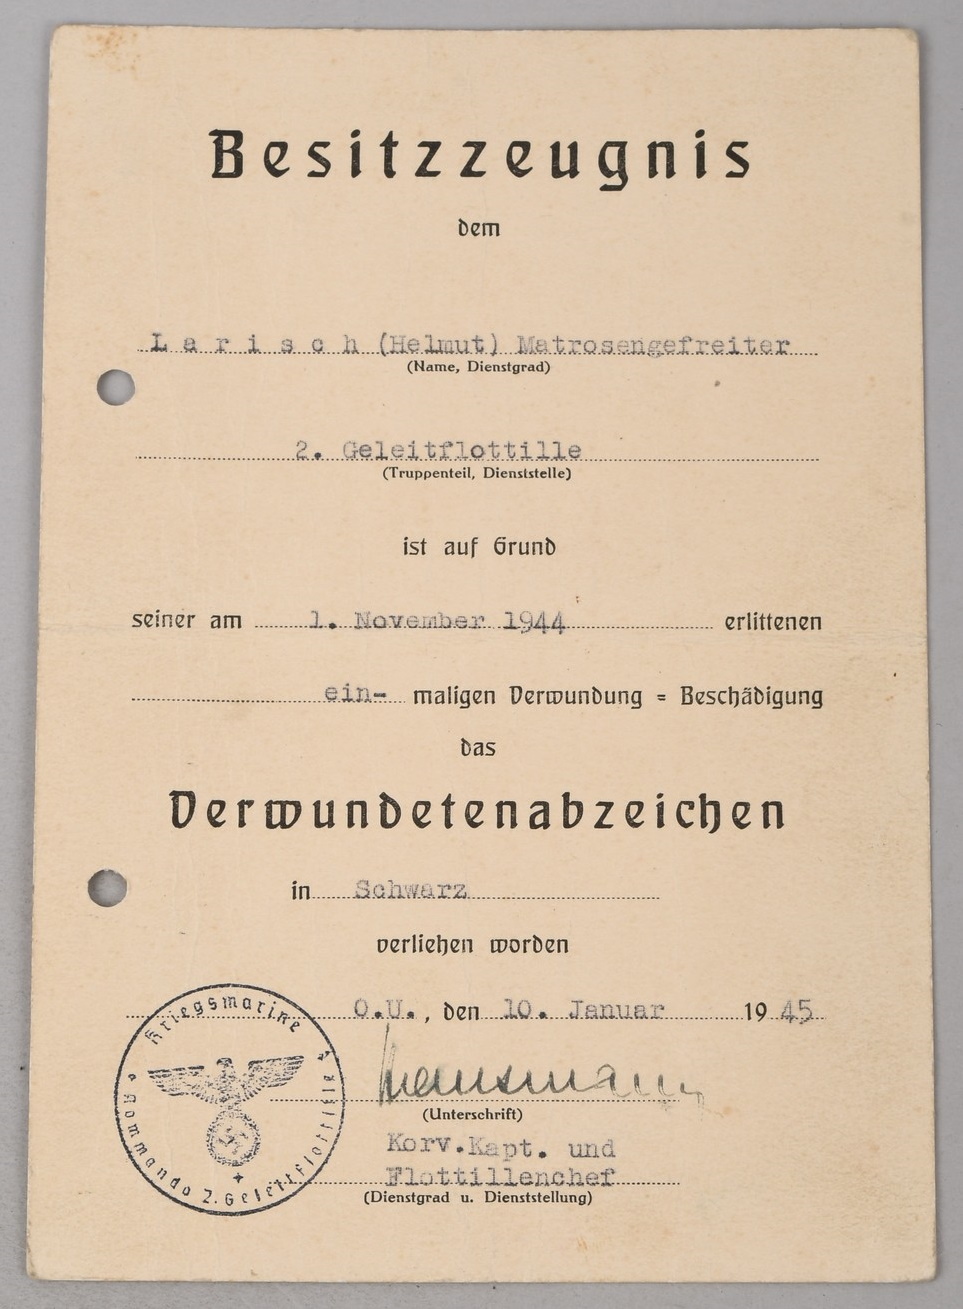 Besitzzeugnis
dem
Larisch (Helmut) Matrosengefreiter
(Name, Dienstgrad)
2. Geleitflottille
(Truppenteil, Dienststelle)
ist auf Grund
seiner am 1. November 1944 erlittenen
ein- maligen Verwundung = Beschädigung
das
Verwundetenabzeichen
in Schwarz
verliehen worden
O.U., den 10. Januar 1945
(Unterschrift)
Korv.Kapt. und
Flottillenchef
(Dienstgrad u. Dienststellung)
Kriegsmarine
Kommando 2. Geleitflottille